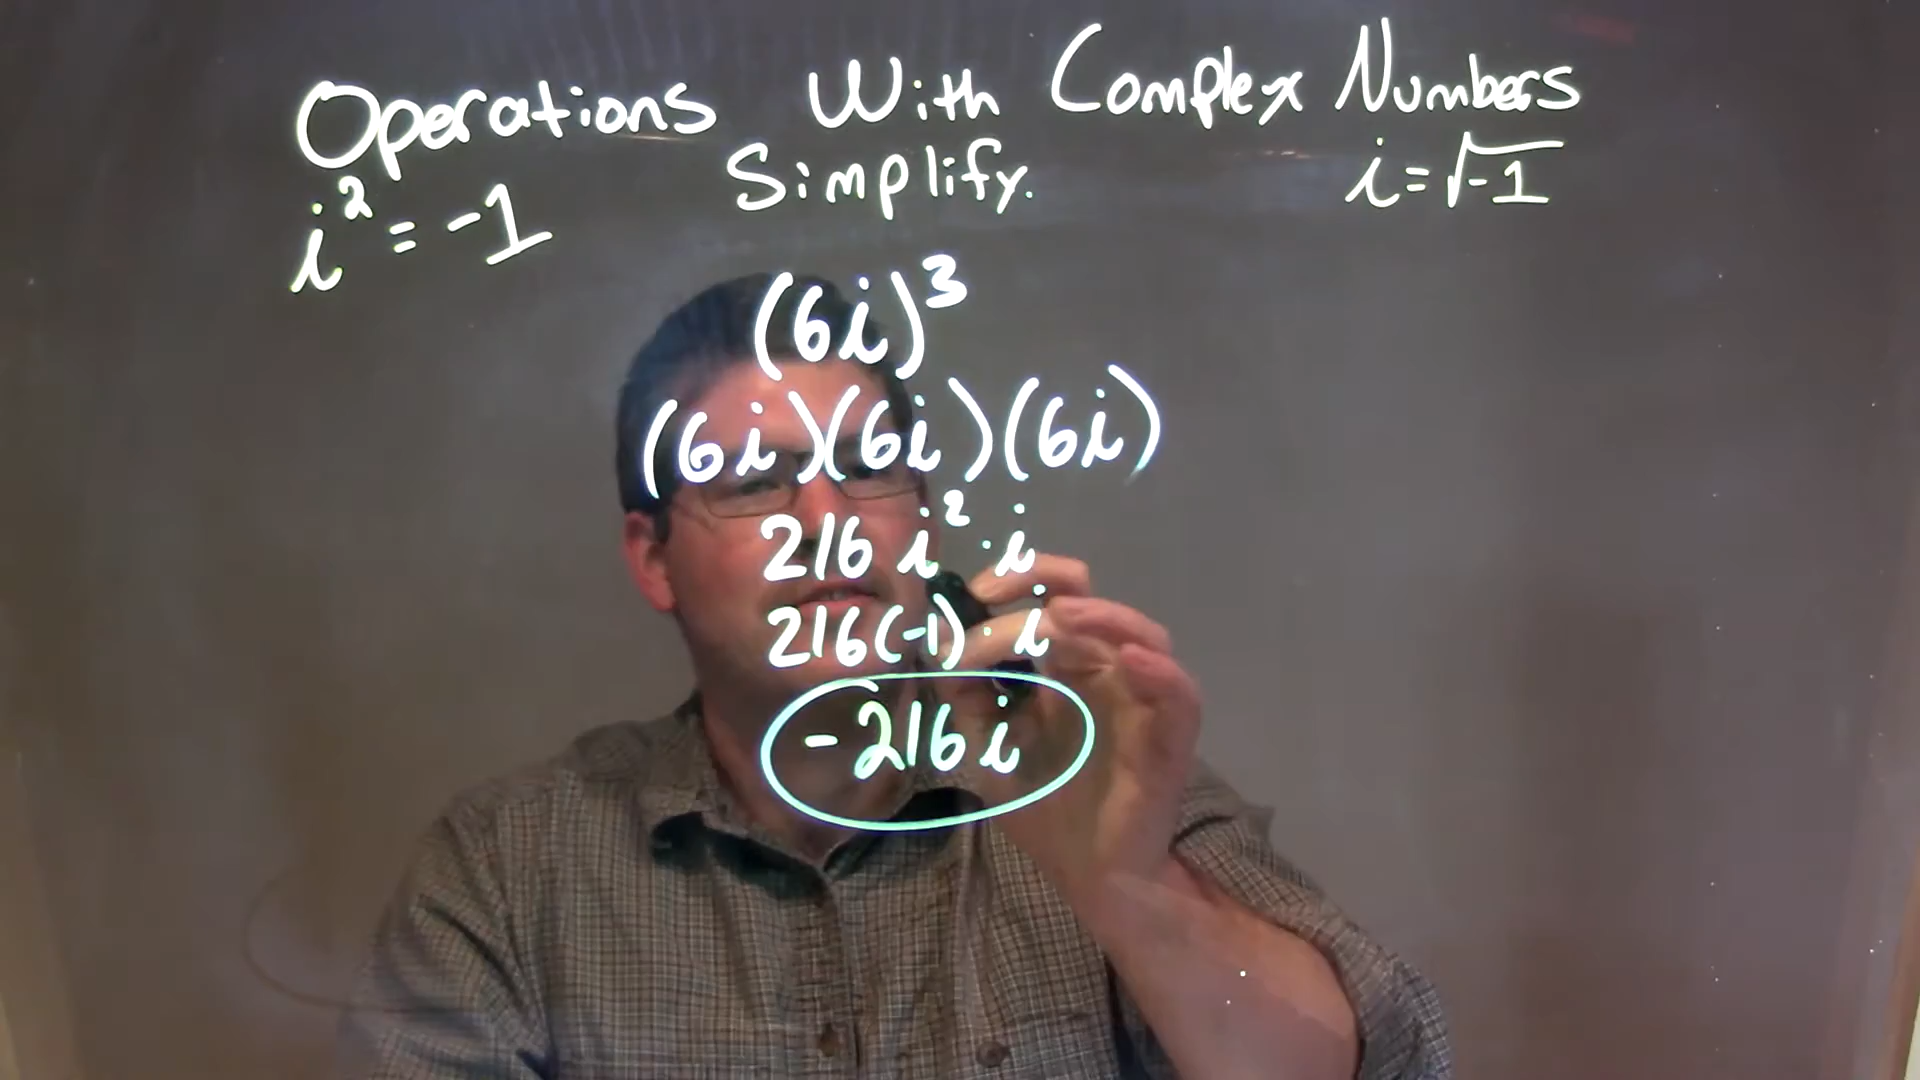 Operations With Complex Numbers
Simplify.
i = √-1
i² = -1
(6i)³
(6i)(6i)(6i)
216 i² · i
216(-1) · i
-216i